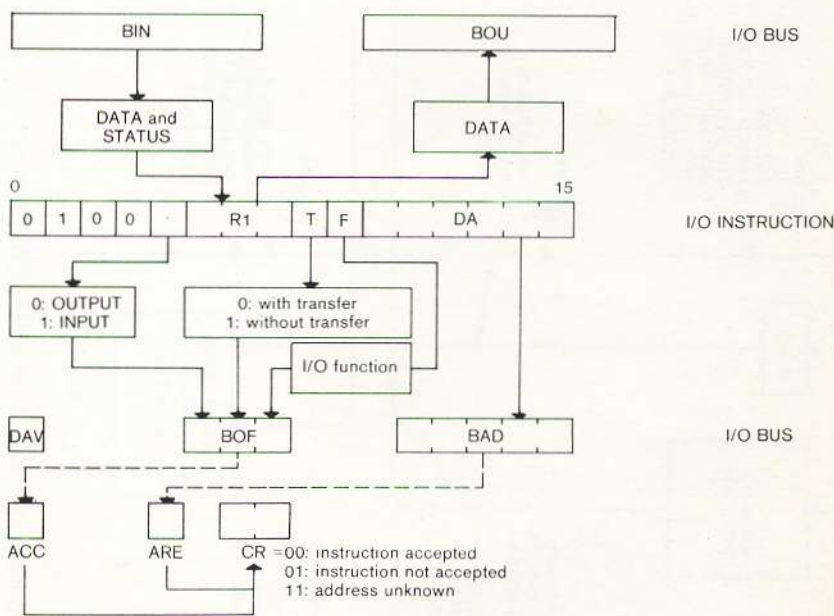 BIN BOU I/O BUS
DATA and
STATUS
DATA
0 15
0 1 0 0 R1 T F DA I/O INSTRUCTION
0: OUTPUT
1: INPUT
0: with transfer
1: without transfer
I/O function
DAV BOF BAD I/O BUS
ACC ARE CR =00: instruction accepted
01: instruction not accepted
11: address unknown